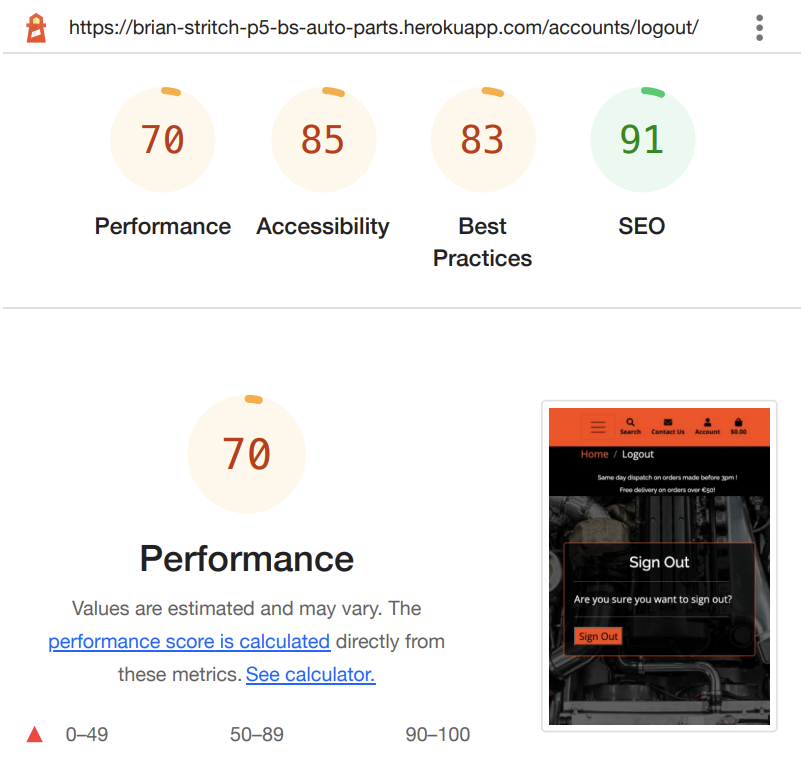 https://brian-stritch-p5-bs-auto-parts.herokuapp.com/accounts/logout/
70
85
83
91
Performance
Accessibility
Best
Practices
SEO
70
Performance
Values are estimated and may vary. The
performance score is calculated directly from
these metrics. See calculator.
0–49
50–89
90–100
Search
Contact Us
Account
$0.00
Home / Logout
Same day dispatch on orders made before 3pm !
Free delivery on orders over €50!
Sign Out
Are you sure you want to sign out?
Sign Out